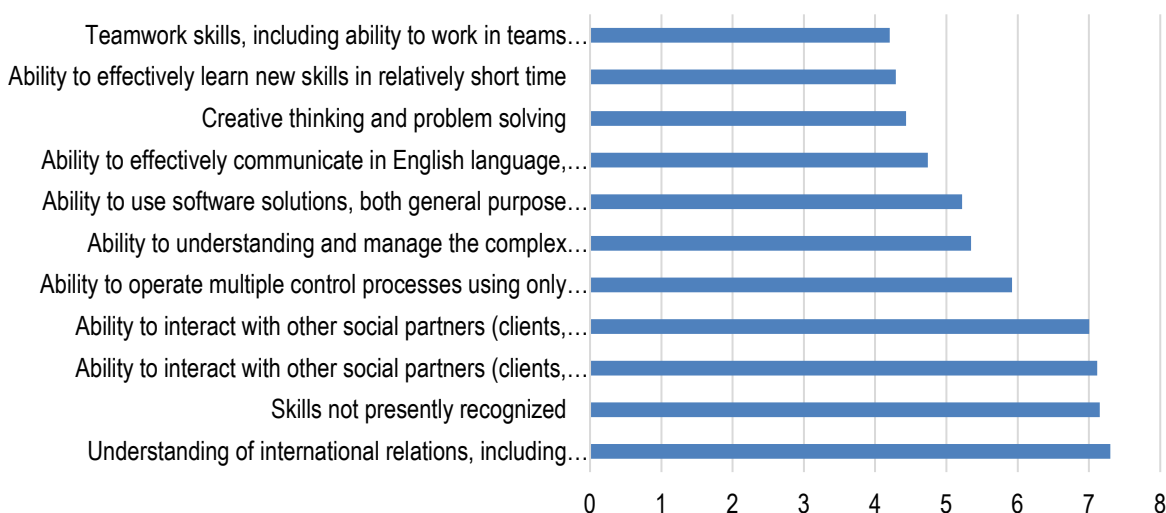 Teamwork skills, including ability to work in teams…
Ability to effectively learn new skills in relatively short time
Creative thinking and problem solving
Ability to effectively communicate in English language,…
Ability to use software solutions, both general purpose…
Ability to understanding and manage the complex…
Ability to operate multiple control processes using only…
Ability to interact with other social partners (clients,…
Ability to interact with other social partners (clients,…
Skills not presently recognized
Understanding of international relations, including…
0 1 2 3 4 5 6 7 8